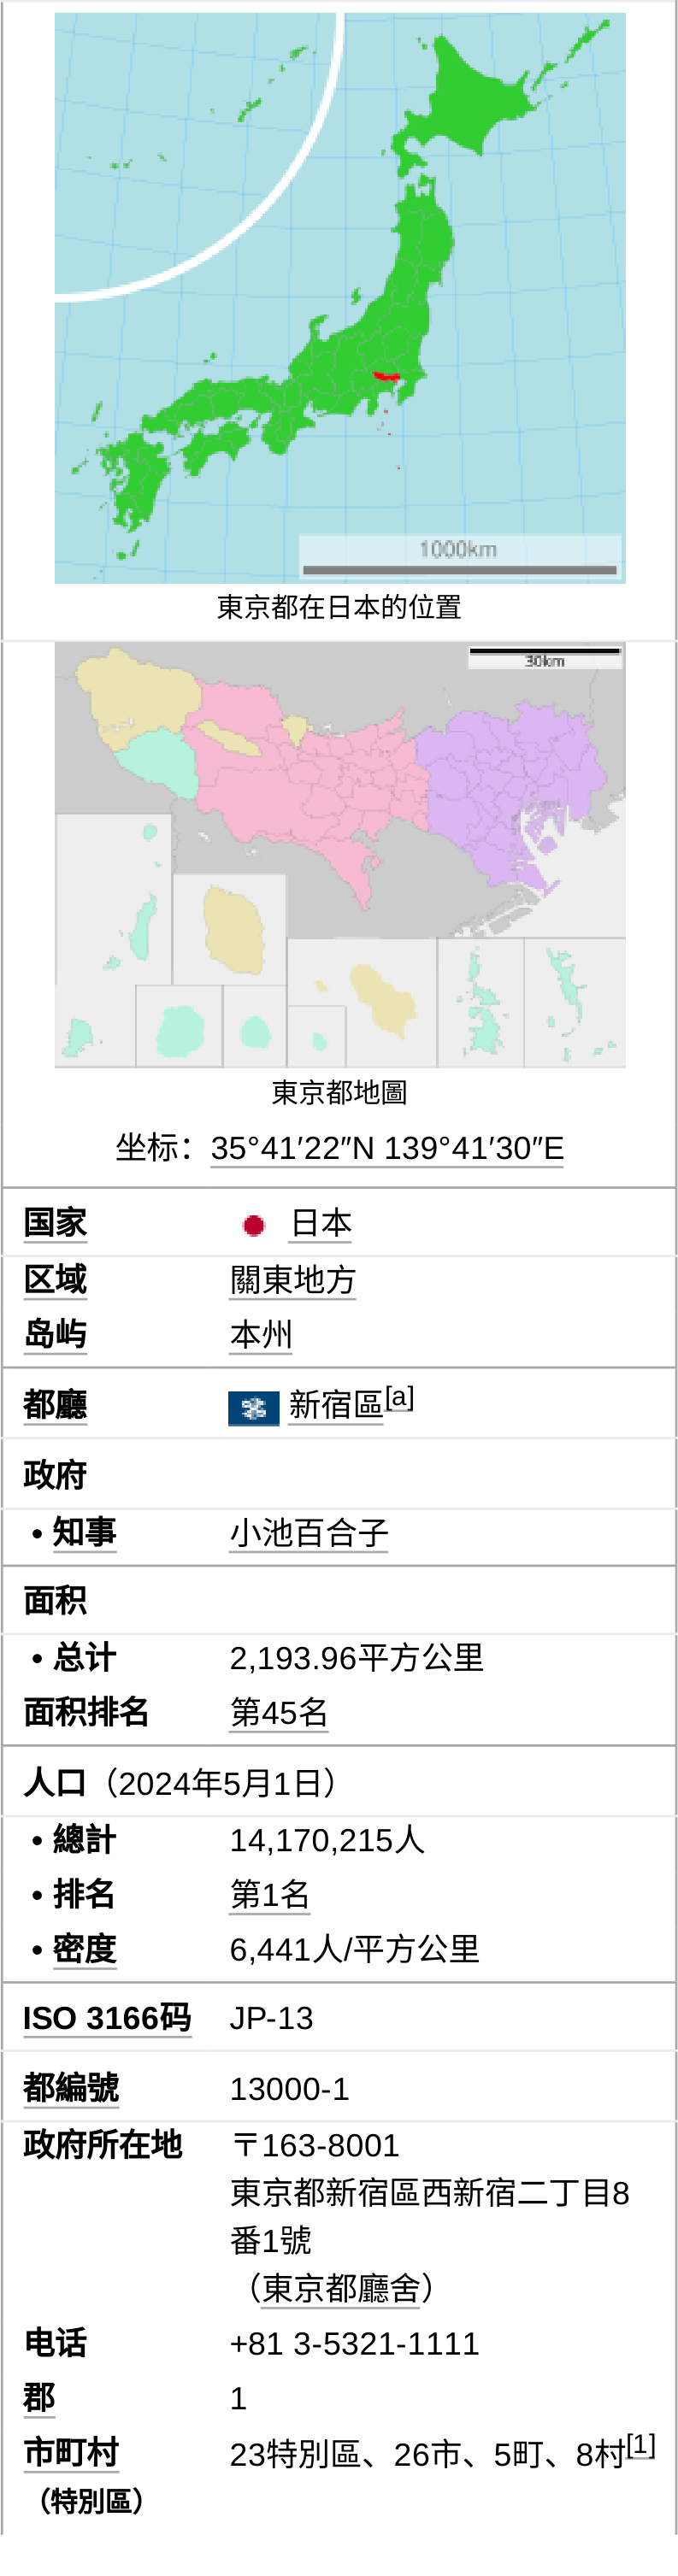 1000km
東京都在日本的位置
30km
東京都地圖
坐标：35°41′22″N 139°41′30″E
国家 日本
区域 關東地方
岛屿 本州
都廳 新宿區[a]
政府
• 知事 小池百合子
面积
• 总计 2,193.96平方公里
面积排名 第45名
人口（2024年5月1日）
• 總計 14,170,215人
• 排名 第1名
• 密度 6,441人/平方公里
ISO 3166码 JP-13
都編號 13000-1
政府所在地 〒163-8001
東京都新宿區西新宿二丁目8
番1號
（東京都廳舍）
电话 +81 3-5321-1111
郡 1
市町村 23特別區、26市、5町、8村[1]
（特別區）